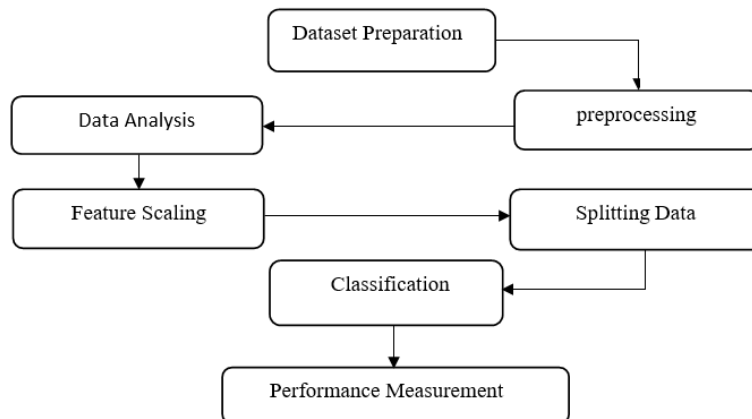 Dataset Preparation
preprocessing
Data Analysis
Feature Scaling
Splitting Data
Classification
Performance Measurement